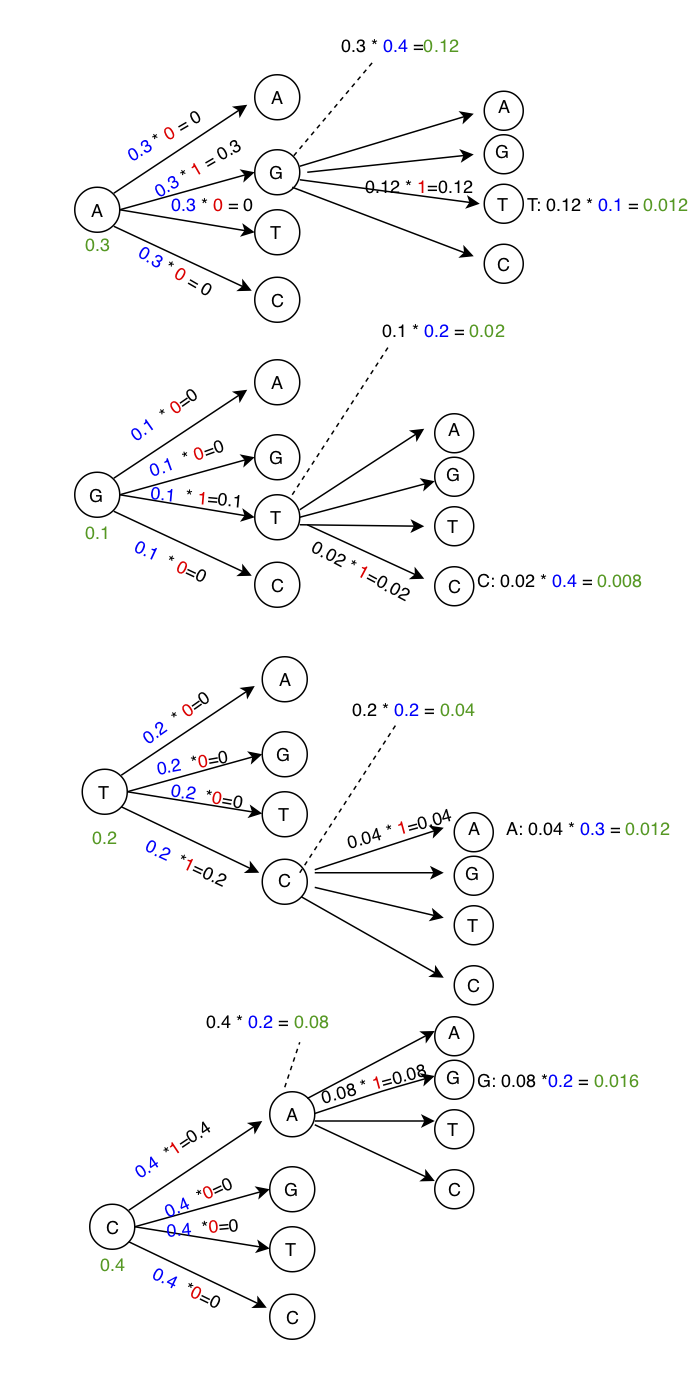 0.3 * 0.4 =0.12
A
0.3 * 0 = 0
A
0.3 * 1 = 0.3
G
G
0.12 * 1=0.12
A
0.3 * 0 = 0
T
T: 0.12 * 0.1 = 0.012
0.3
T
0.3 * 0 = 0
C
C
0.1 * 0.2 = 0.02
A
0.1 * 0=0
A
0.1 * 0=0
G
G
G
0.1 * 1=0.1
T
T
0.1
0.1 * 0=0
0.02 * 1=0.02
C
C
C: 0.02 * 0.4 = 0.008
A
0.2 * 0=0
0.2 * 0.2 = 0.04
0.2 *0=0
G
T
0.2 *0=0
T
0.04 * 1=0.04
A
A: 0.04 * 0.3 = 0.012
0.2
0.2 *1=0.2
C
G
T
C
0.4 * 0.2 = 0.08
A
0.08 * 1=0.08
G
G: 0.08 *0.2 = 0.016
0.4 *1=0.4
A
T
0.4 *0=0
G
C
C
0.4 *0=0
T
0.4
0.4 *0=0
C